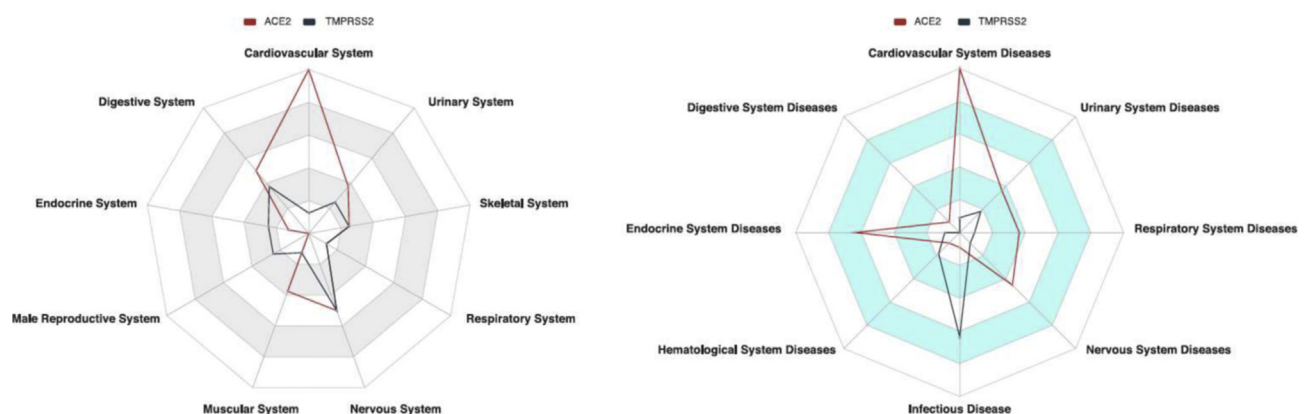 ACE2 TMPRSS2
Cardiovascular System
Digestive System
Urinary System
Endocrine System
Skeletal System
Male Reproductive System
Respiratory System
Muscular System
Nervous System
ACE2 TMPRSS2
Cardiovascular System Diseases
Digestive System Diseases
Urinary System Diseases
Endocrine System Diseases
Respiratory System Diseases
Hematological System Diseases
Nervous System Diseases
Infectious Disease